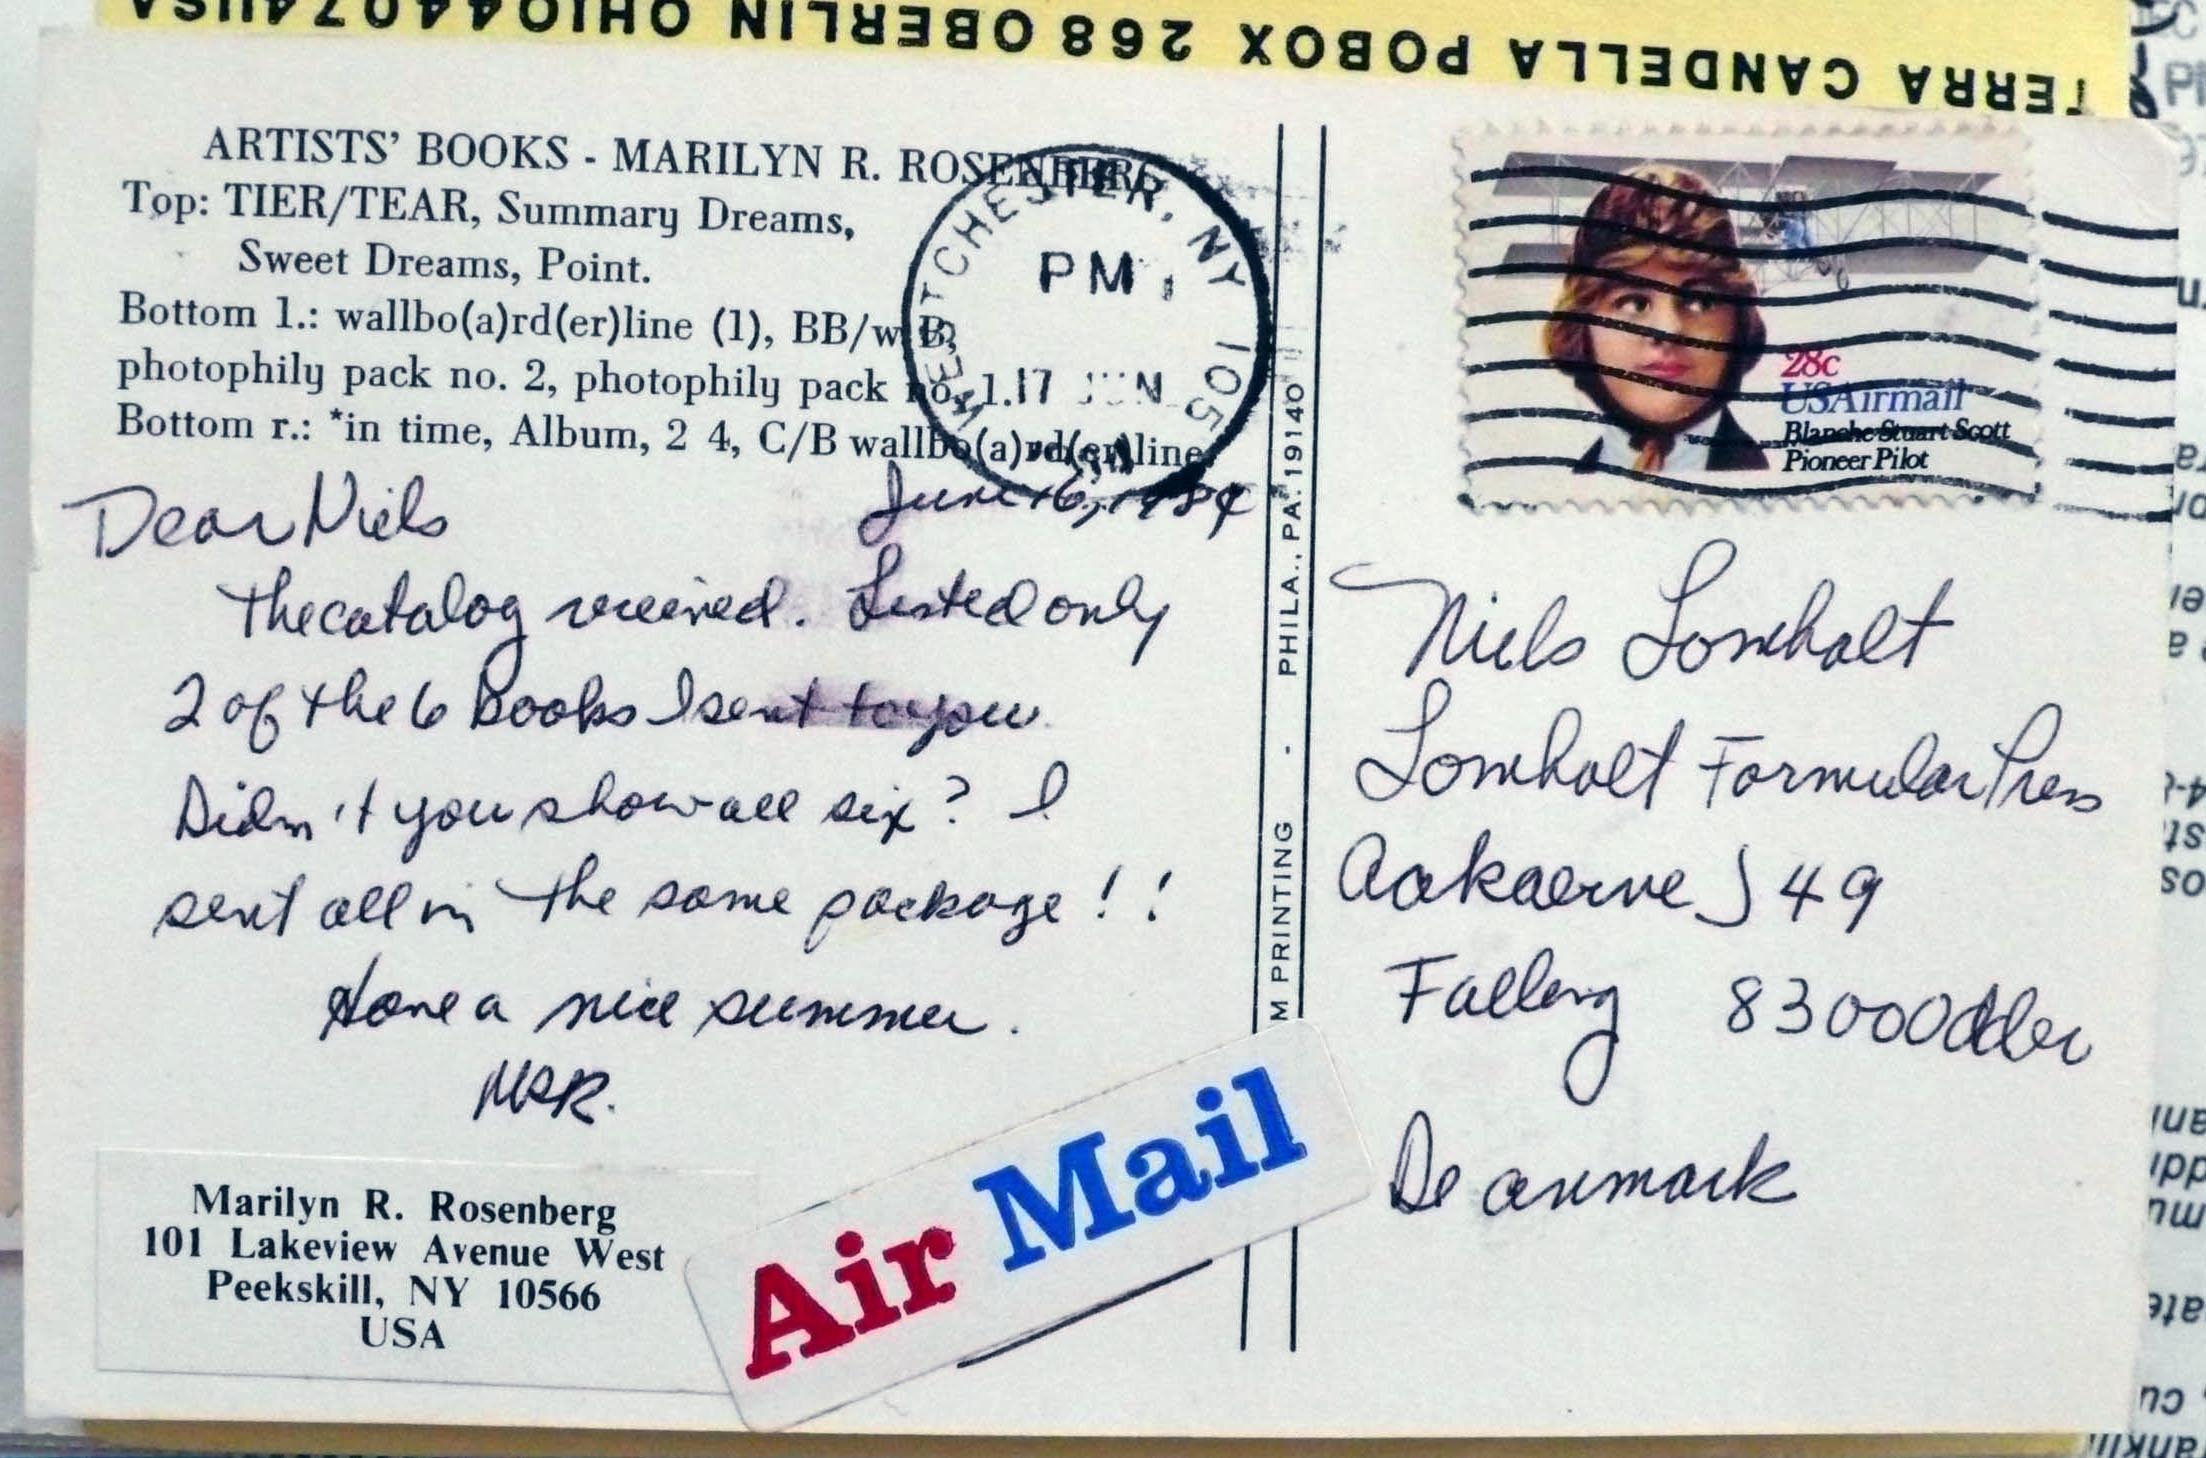 TERRA CANDELLA POBOX 268 OBERLIN OHIO44074USA
ARTISTS' BOOKS - MARILYN R. ROSENBERG
Top: TIER/TEAR, Summary Dreams,
Sweet Dreams, Point.
Bottom l.: wallbo(a)rd(er)line (1), BB/w B,
photophily pack no. 2, photophily pack no. 1.
Bottom r.: *in time, Album, 2 4, C/B wallbo(a)rd(er)line
WESTCHESTER, NY 105
PM
17 JUN
June 16, 1984
Dear Niels
The catalog received. Listed only
2 of the 6 Books I sent to you.
Didn't you show all six? I
sent all in the same package!!
Have a nice summer.
MRR.
Marilyn R. Rosenberg
101 Lakeview Avenue West
Peekskill, NY 10566
USA
Air Mail
M PRINTING - PHILA., PA. 19140
28c
USAirmail
Blanche Stuart Scott
Pioneer Pilot
Niels Lomholt
Lomholt Formular Press
Aakaerve J 49
Falling 8300 Odder
Deanmark